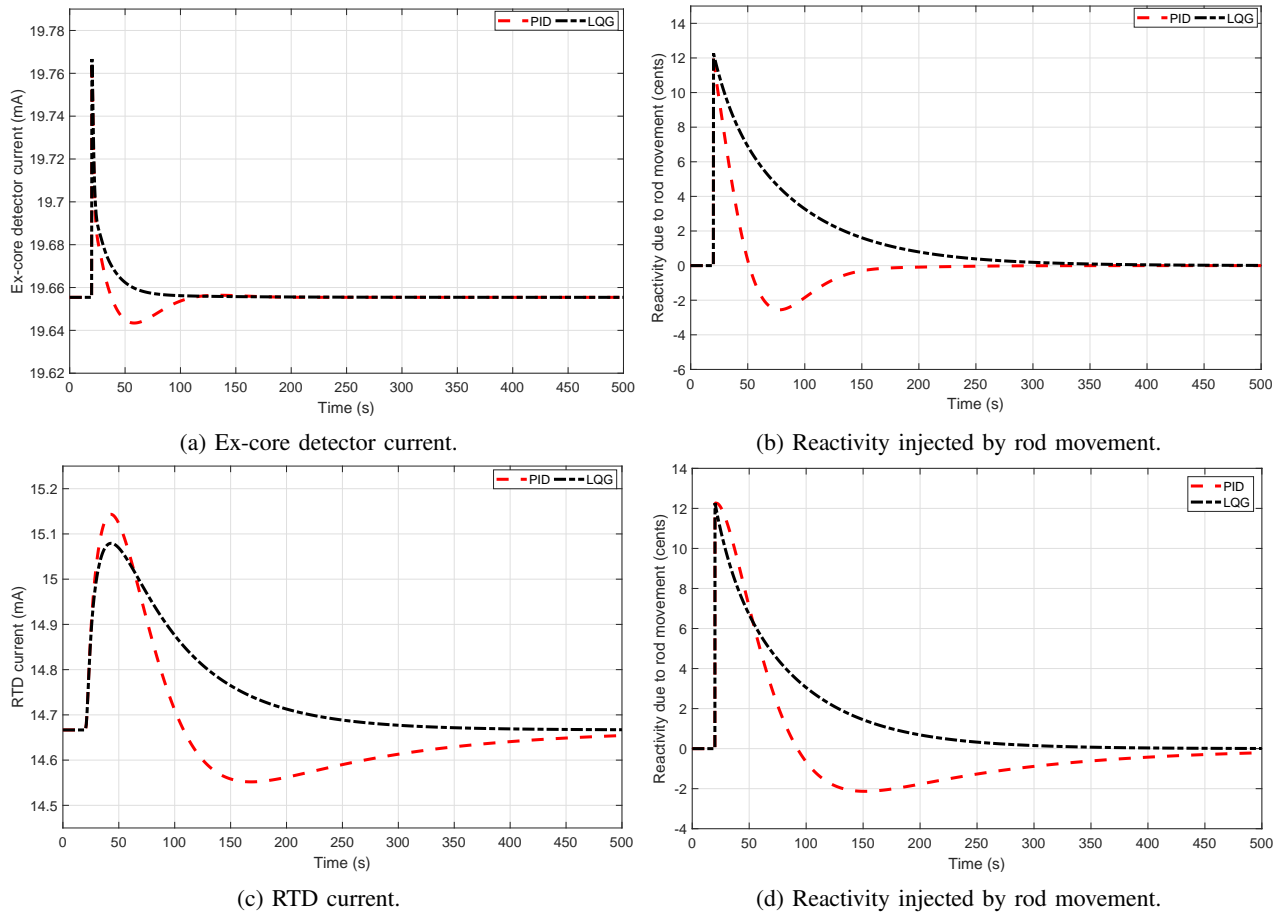 19.78
19.76
19.74
19.72
19.7
19.68
19.66
19.64
19.62
Ex-core detector current (mA)
PID LQG
0 50 100 150 200 250 300 350 400 450 500
Time (s)
(a) Ex-core detector current.
14
12
10
8
6
4
2
0
-2
-4
-6
Reactivity due to rod movement (cents)
PID LQG
0 50 100 150 200 250 300 350 400 450 500
Time (s)
(b) Reactivity injected by rod movement.
15.2
15.1
15
14.9
14.8
14.7
14.6
14.5
RTD current (mA)
PID LQG
0 50 100 150 200 250 300 350 400 450 500
Time (s)
(c) RTD current.
14
12
10
8
6
4
2
0
-2
-4
Reactivity due to rod movement (cents)
PID
LQG
0 50 100 150 200 250 300 350 400 450 500
Time (s)
(d) Reactivity injected by rod movement.